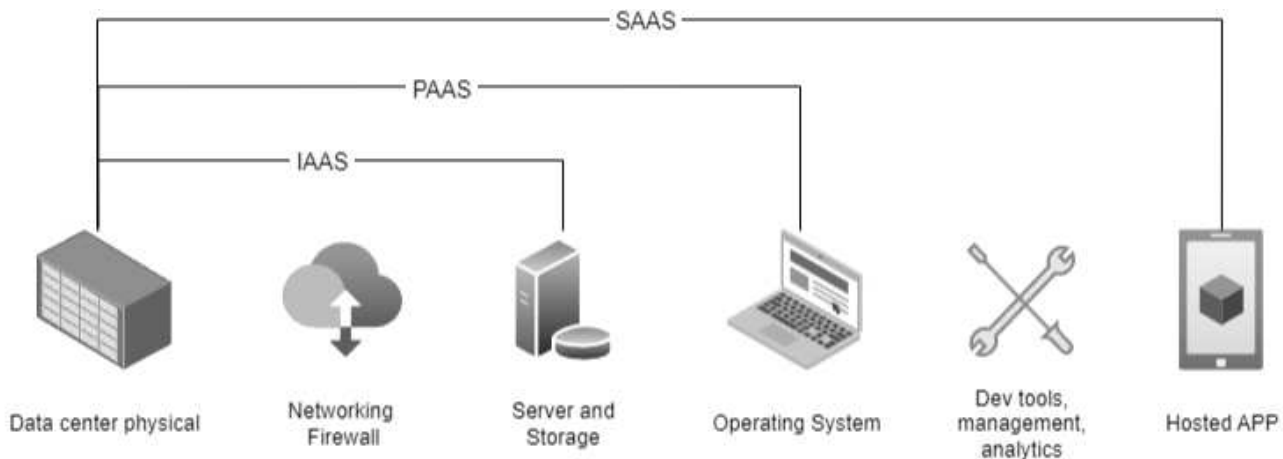 SAAS
PAAS
IAAS
Data center physical
Networking
Firewall
Server and
Storage
Operating System
Dev tools,
management,
analytics
Hosted APP